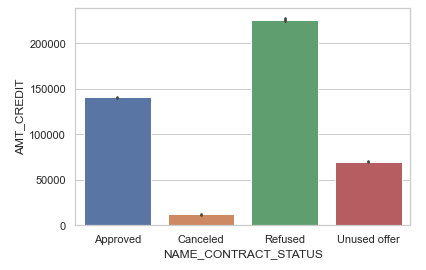 AMT_CREDIT
200000
150000
100000
50000
0
Approved Canceled Refused Unused offer
NAME_CONTRACT_STATUS